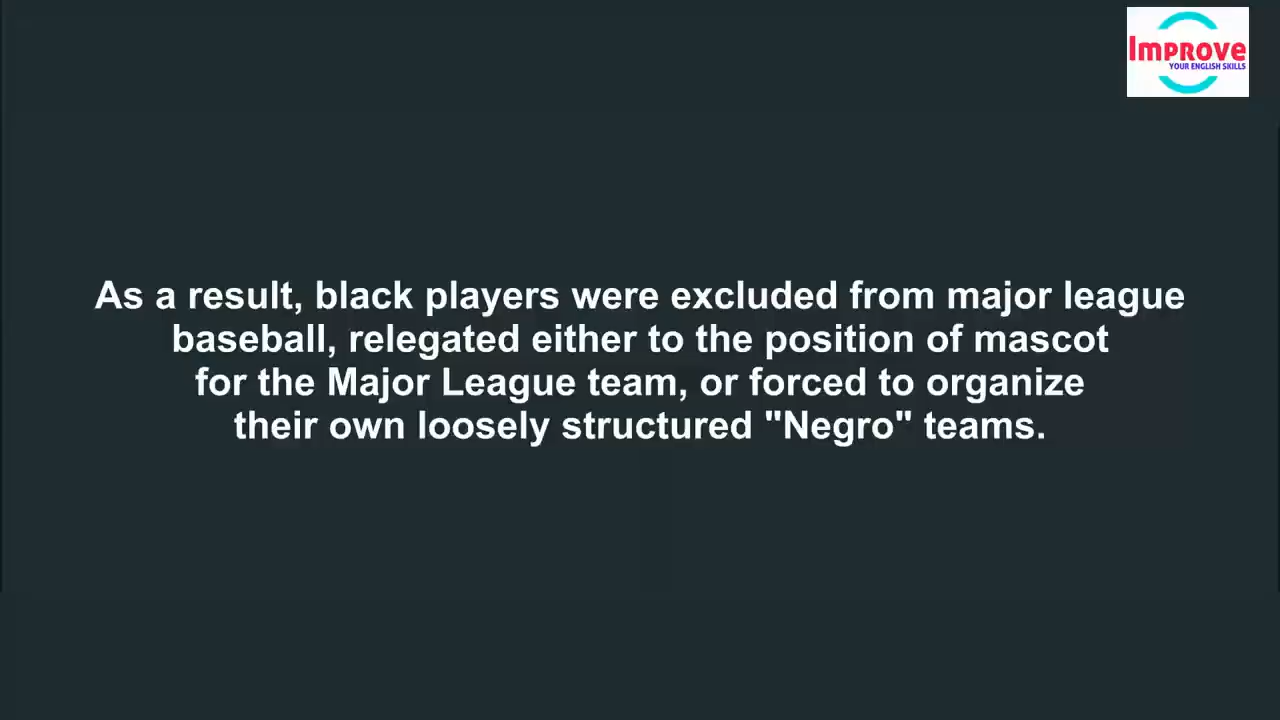 Improve
YOUR ENGLISH SKILLS
As a result, black players were excluded from major league
baseball, relegated either to the position of mascot
for the Major League team, or forced to organize
their own loosely structured "Negro" teams.